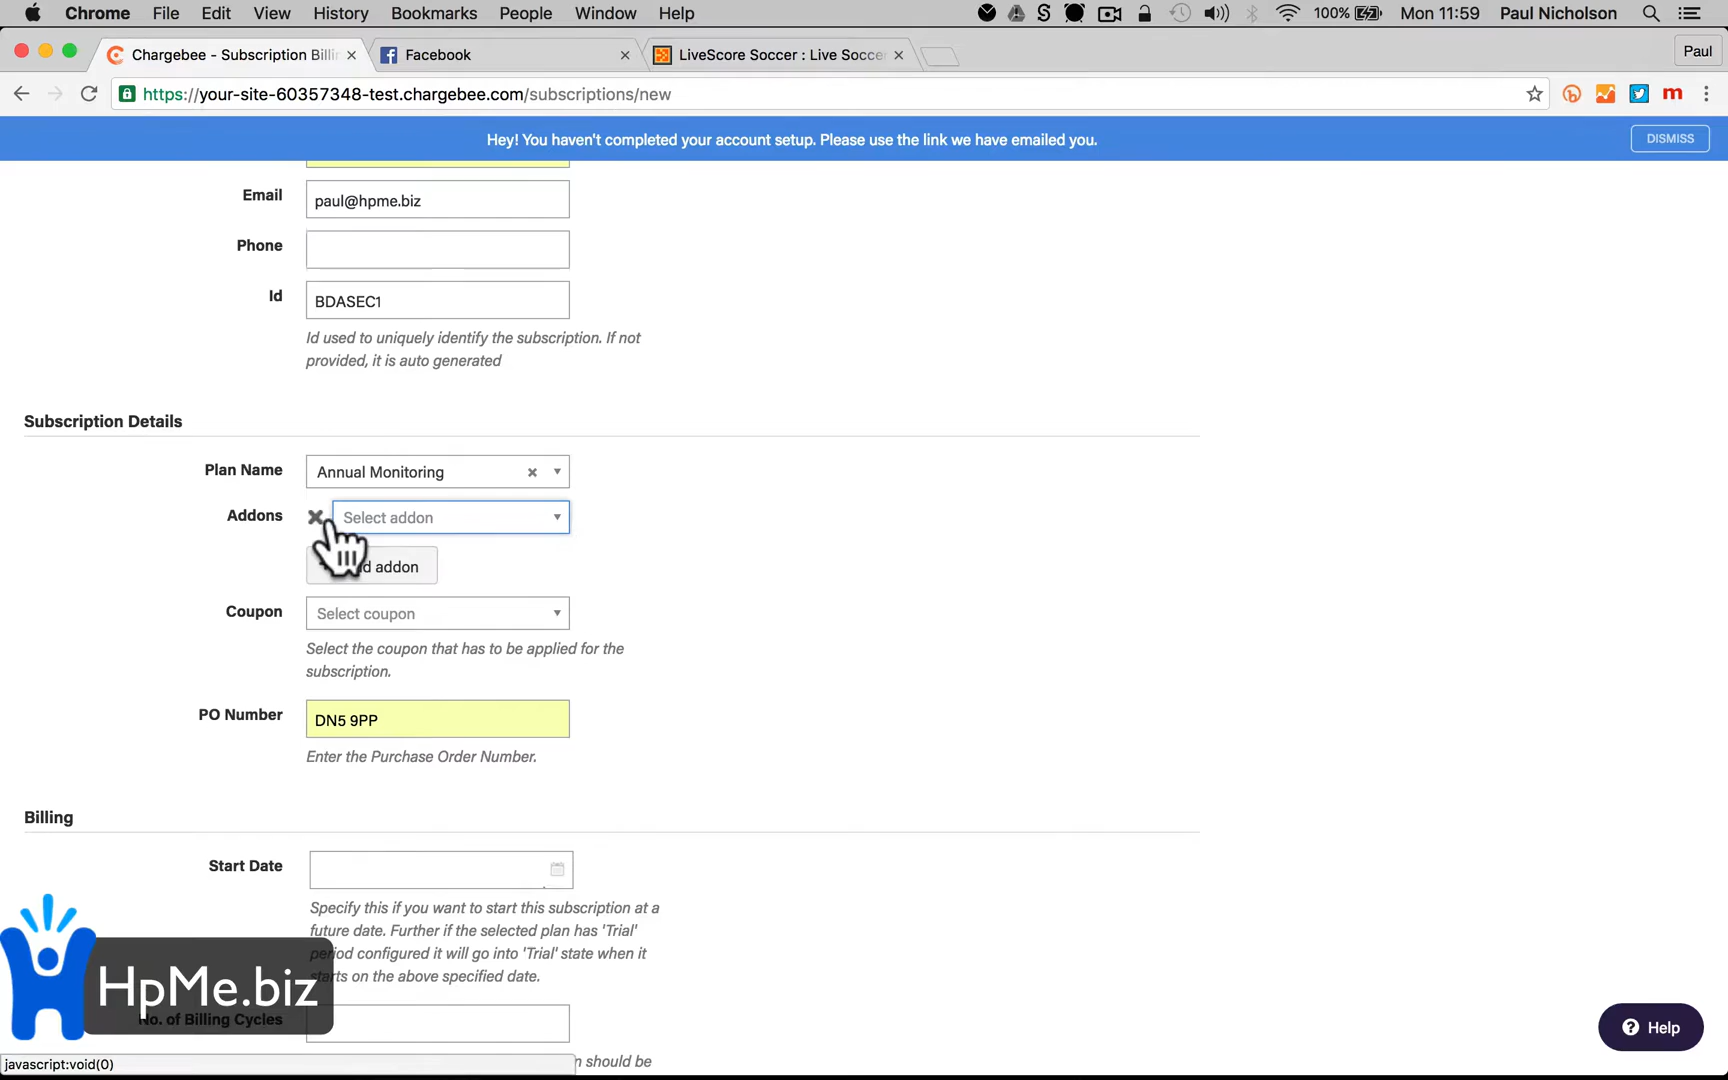 Chrome File Edit View History Bookmarks People Window Help
100% Mon 11:59 Paul Nicholson
Chargebee - Subscription Billi
Facebook
LiveScore Soccer : Live Soccer
Paul
https://your-site-60357348-test.chargebee.com/subscriptions/new
Hey! You haven't completed your account setup. Please use the link we have emailed you.
DISMISS
Email
paul@hpme.biz
Phone
Id
BDASEC1
Id used to uniquely identify the subscription. If not
provided, it is auto generated
Subscription Details
Plan Name
Annual Monitoring
Addons
Select addon
addon
Coupon
Select coupon
Select the coupon that has to be applied for the
subscription.
PO Number
DN5 9PP
Enter the Purchase Order Number.
Billing
Start Date
Specify this if you want to start this subscription at a
future date. Further if the selected plan has 'Trial'
period configured it will go into 'Trial' state when it
starts on the above specified date.
HpMe.biz
No. of Billing Cycles
Help
javascript:void(0)
should be